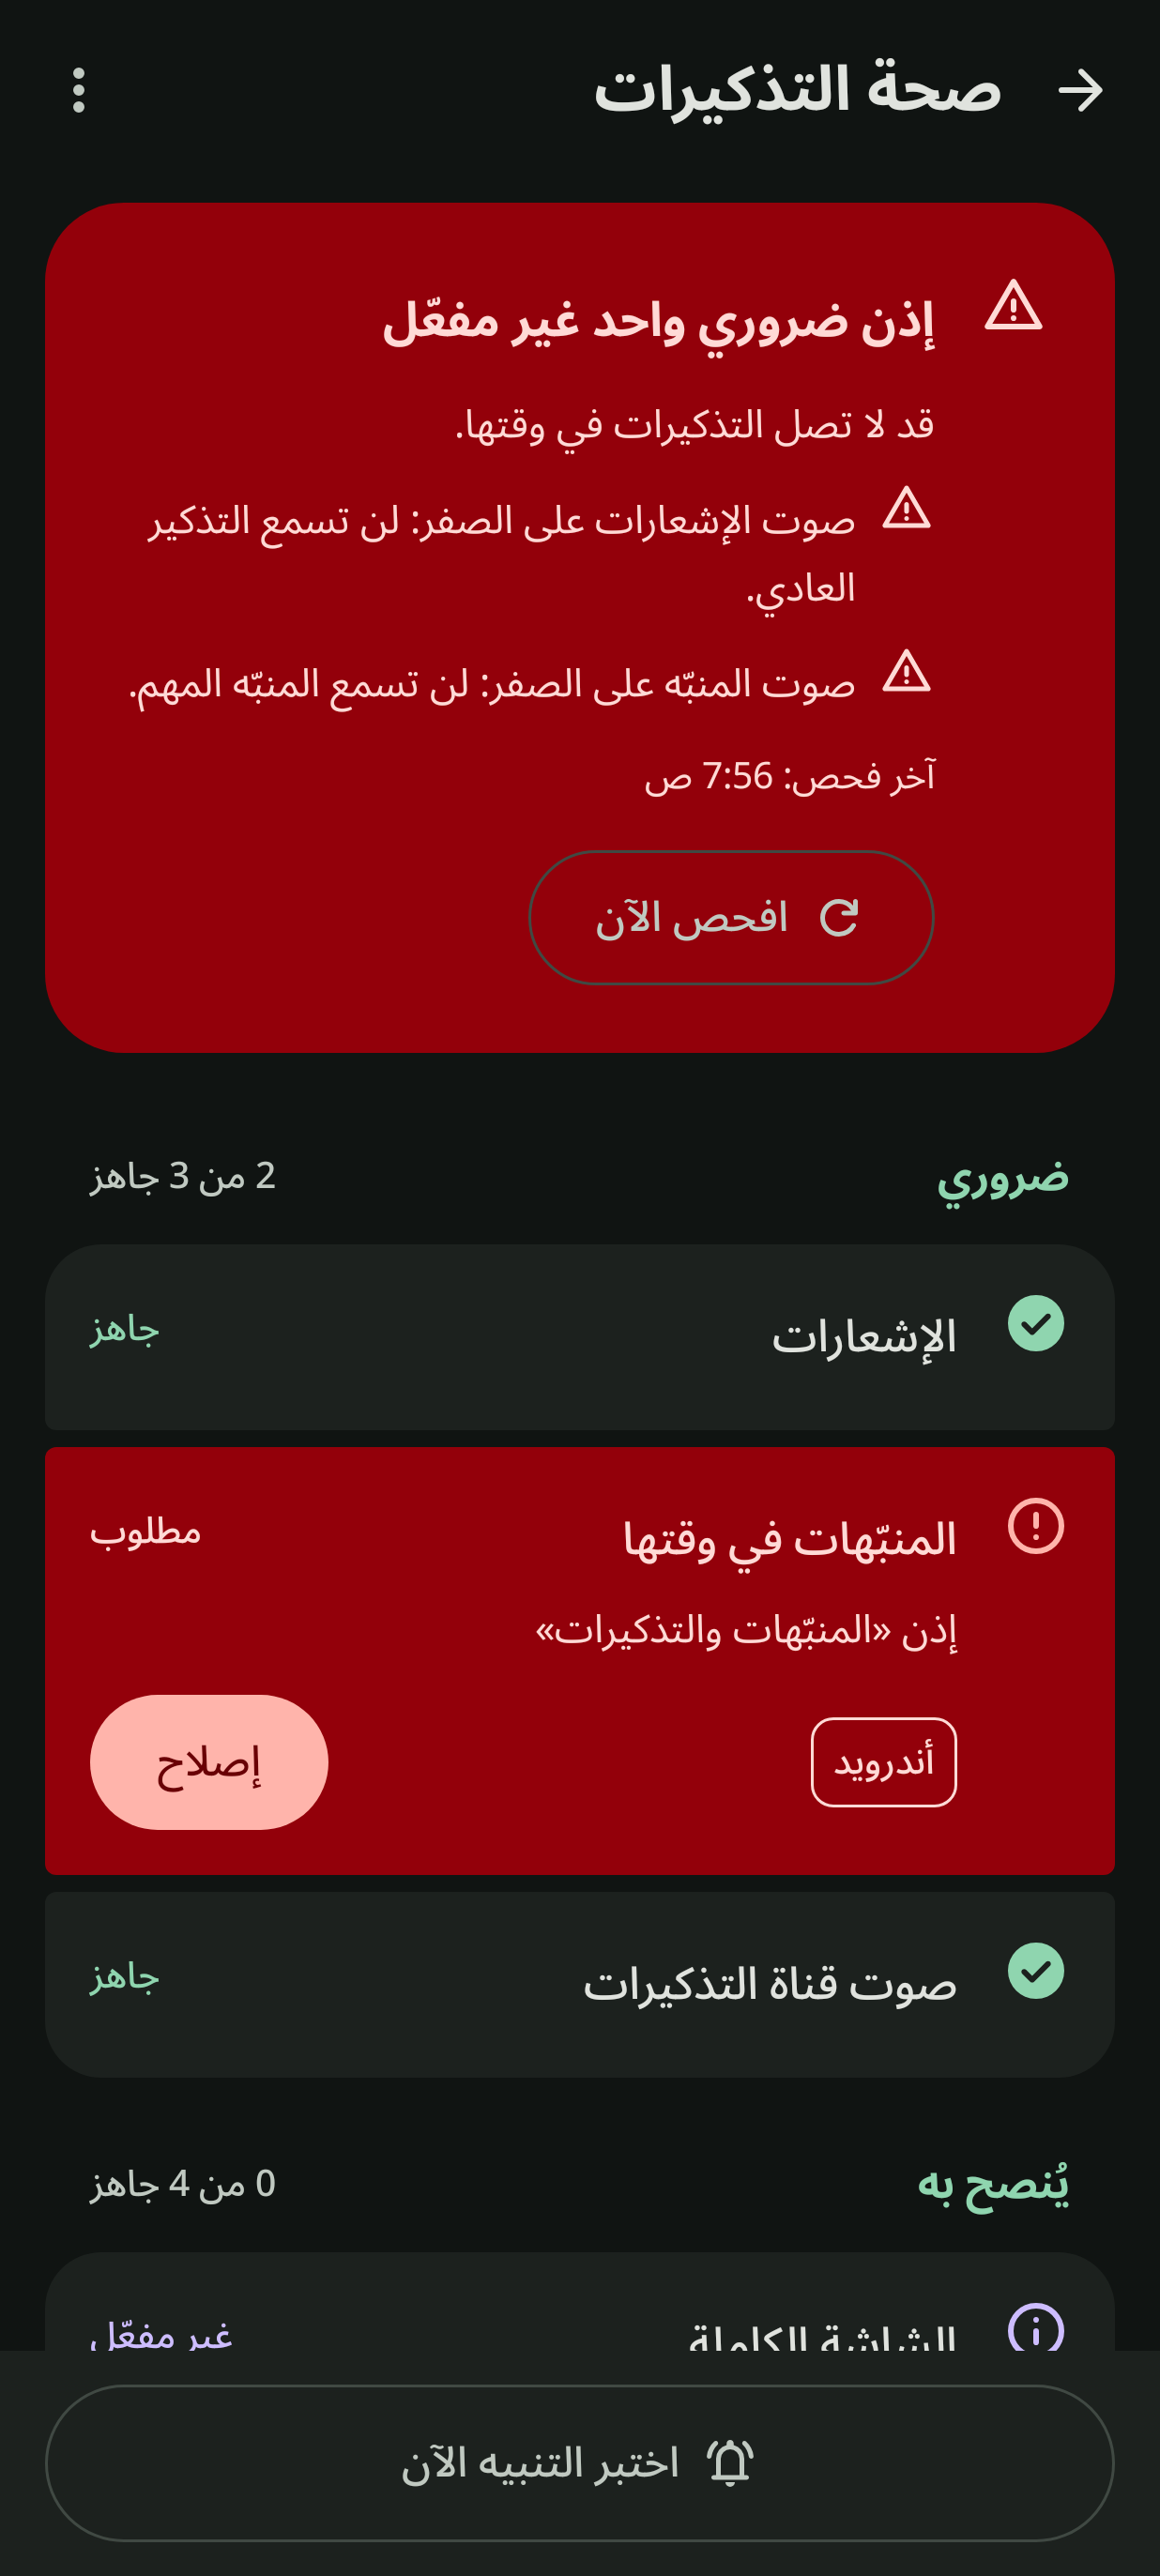 صحة التذكيرات
إذن ضروري واحد غير مفعّل
قد لا تصل التذكيرات في وقتها.
صوت الإشعارات على الصفر: لن تسمع التذكير
العادي.
صوت المنبّه على الصفر: لن تسمع المنبّه المهم.
آخر فحص: 7:56 ص
افحص الآن
ضروري
2 من 3 جاهز
الإشعارات
جاهز
المنبّهات في وقتها
مطلوب
إذن «المنبّهات والتذكيرات»
أندرويد
إصلاح
صوت قناة التذكيرات
جاهز
يُنصح به
0 من 4 جاهز
الشاشة الكاملة
غير مفعّل
اختبر التنبيه الآن